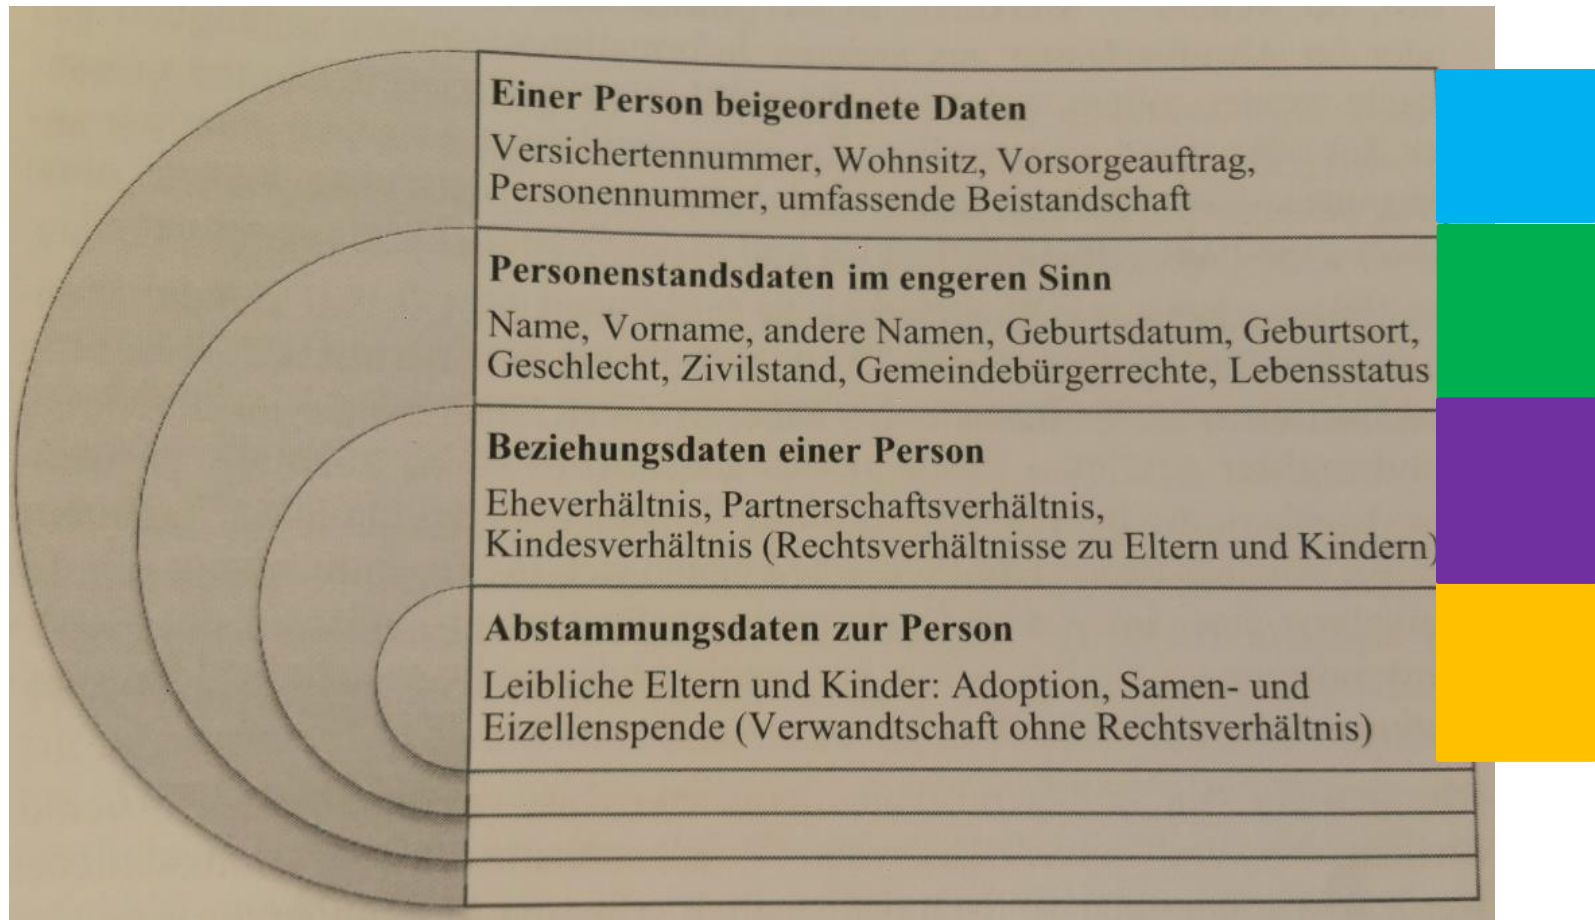 Einer Person beigeordnete Daten
Versichertennummer, Wohnsitz, Vorsorgeauftrag,
Personennummer, umfassende Beistandschaft
Personenstandsdaten im engeren Sinn
Name, Vorname, andere Namen, Geburtsdatum, Geburtsort,
Geschlecht, Zivilstand, Gemeindebürgerrechte, Lebensstatus
Beziehungsdaten einer Person
Eheverhältnis, Partnerschaftsverhältnis,
Kindesverhältnis (Rechtsverhältnisse zu Eltern und Kindern)
Abstammungsdaten zur Person
Leibliche Eltern und Kinder: Adoption, Samen- und
Eizellenspende (Verwandtschaft ohne Rechtsverhältnis)